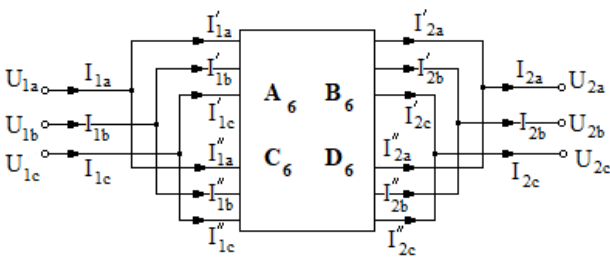 I'1a I'2a
U1a I1a I'1b I'2b I2a U2a
A6 B6
U1b I1b I'1c I'2c I2b U2b
U1c I1c I''1a C6 D6 I''2a I2c U2c
I''1b I''2b
I''1c I''2c